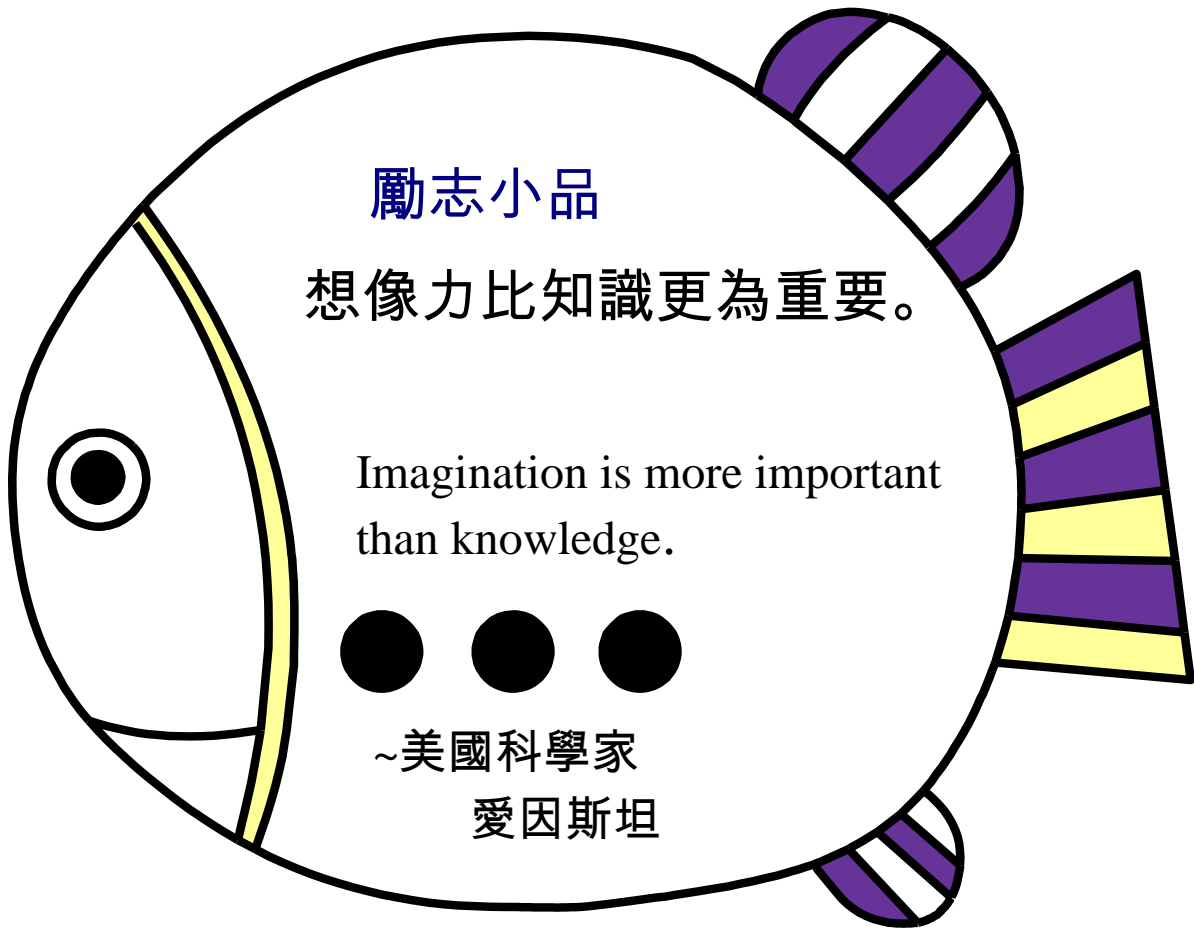 勵志小品
想像力比知識更為重要。
Imagination is more important
than knowledge.
~美國科學家
愛因斯坦